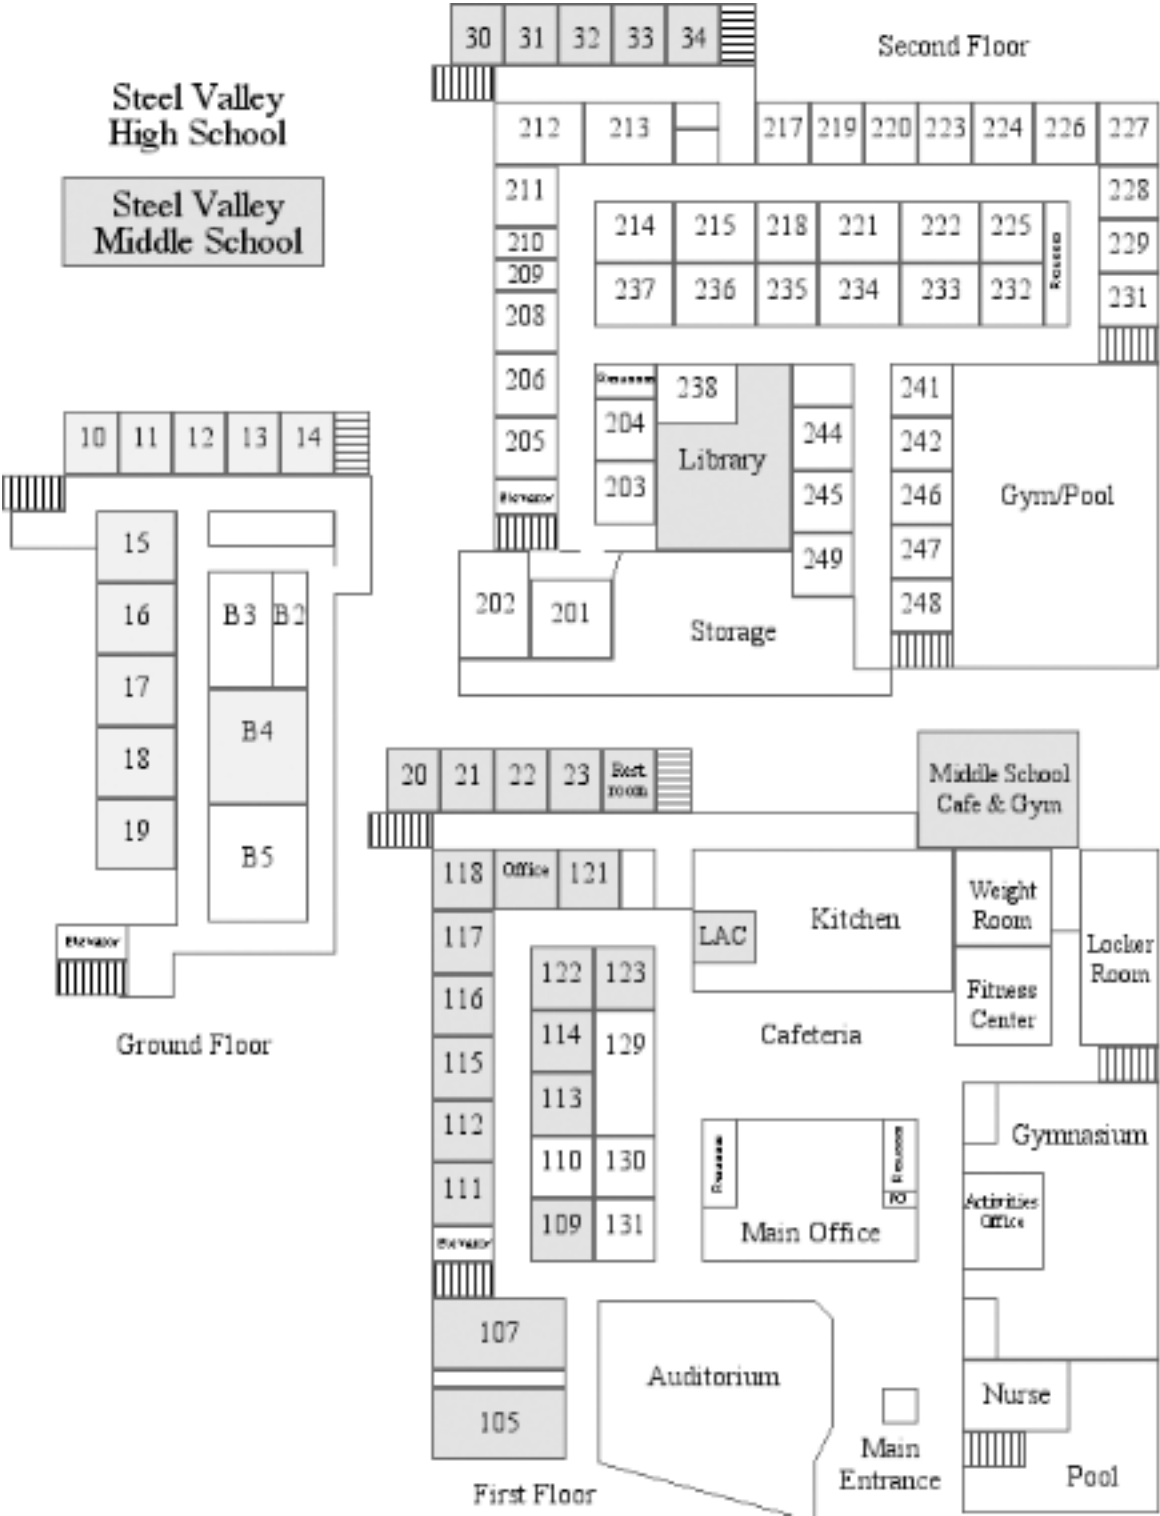 Steel Valley
High School
Steel Valley
Middle School
Second Floor
30 31 32 33 34
212 213 217 219 220 223 224 226 227
211 228
214 215 218 221 222 225
210 229
209
237 236 235 234 233 232
208 231
206 238 241
204 244 242
205 Library
203 245 246 Gym/Pool
Elevator
249 247
202 201 248
Storage
10 11 12 13 14
15
16 B3 B2
17
18 B4
19
B5
Elevator
Ground Floor
20 21 22 23 Rest
room
Middle School
Cafe & Gym
118 Office 121
Kitchen
Weight
Room
117 LAC
Locker
Room
122 123
116
Fitness
Center
114 129 Cafeteria
115
113
112
110 130
111
109 131
Elevator
Main Office
Gymnasium
Activities
Office
107
105
Auditorium
Nurse
Main
Entrance
Pool
First Floor